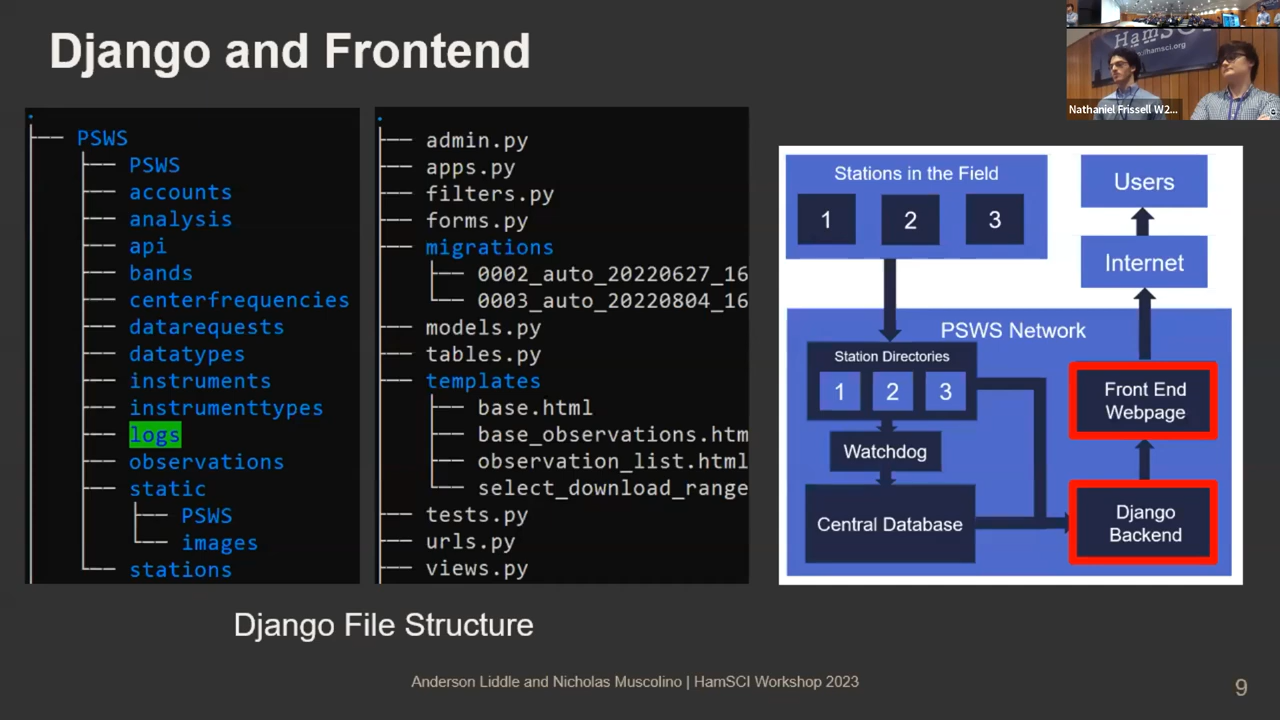 Django and Frontend
HamSCI
hamsci.org
Nathaniel Frissell W2...
.
├── PSWS
├── PSWS
├── accounts
├── analysis
├── api
├── bands
├── centerfrequencies
├── datarequests
├── datatypes
├── instruments
├── instrumenttypes
├── logs
├── observations
├── static
├── PSWS
└── images
└── stations
.
├── admin.py
├── apps.py
├── filters.py
├── forms.py
├── migrations
├── 0002_auto_20220627_16
└── 0003_auto_20220804_16
├── models.py
├── tables.py
├── templates
├── base.html
├── base_observations.htm
├── observation_list.html
└── select_download_range
├── tests.py
├── urls.py
├── views.py
Django File Structure
Stations in the Field
1 2 3
Users
Internet
PSWS Network
Station Directories
1 2 3
Watchdog
Central Database
Front End
Webpage
Django
Backend
Anderson Liddle and Nicholas Muscolino | HamSCI Workshop 2023
9